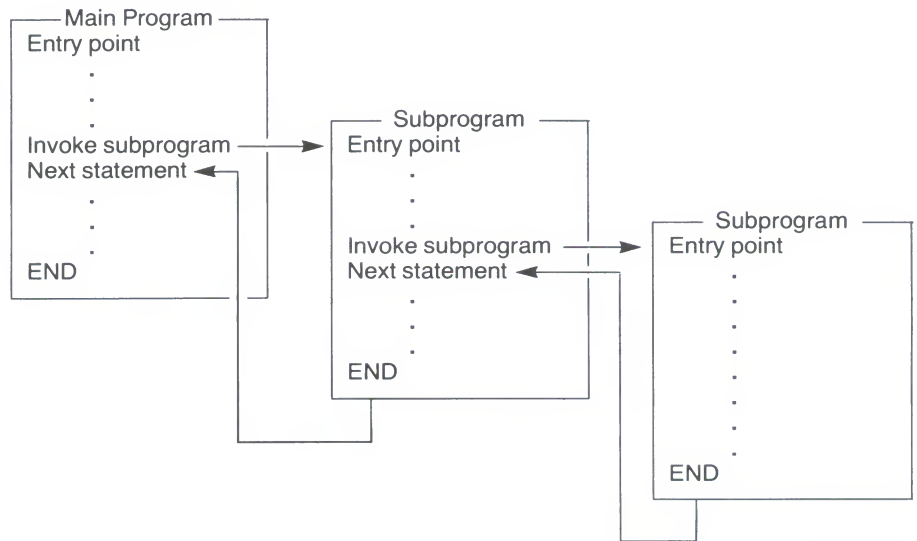 Main Program
Entry point
.
.
.
Invoke subprogram
Next statement
.
.
.
END
Subprogram
Entry point
.
.
.
Invoke subprogram
Next statement
.
.
.
END
Subprogram
Entry point
.
.
.
.
.
.
.
.
END